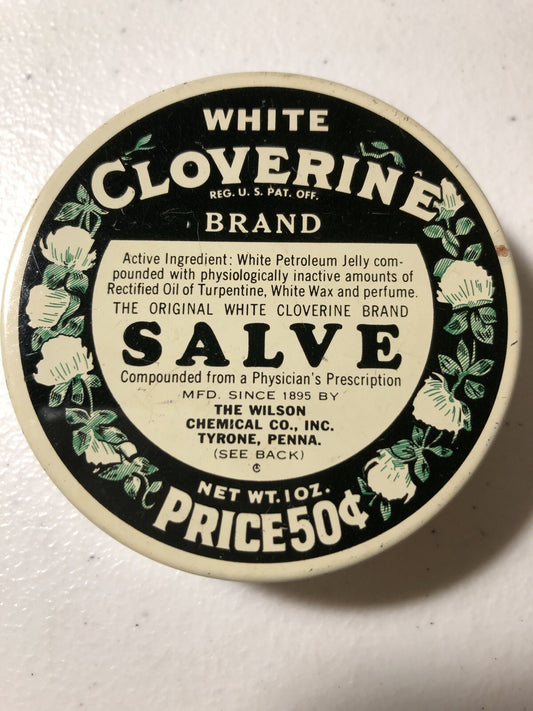 WHITE
CLOVERINE
REG. U. S. PAT. OFF.
BRAND
Active Ingredient: White Petroleum Jelly com-
pounded with physiologically inactive amounts of
Rectified Oil of Turpentine, White Wax and perfume.
THE ORIGINAL WHITE CLOVERINE BRAND
SALVE
Compounded from a Physician's Prescription
MFD. SINCE 1895 BY
THE WILSON
CHEMICAL CO., INC.
TYRONE, PENNA.
(SEE BACK)
NET WT. 1 OZ.
PRICE 50¢